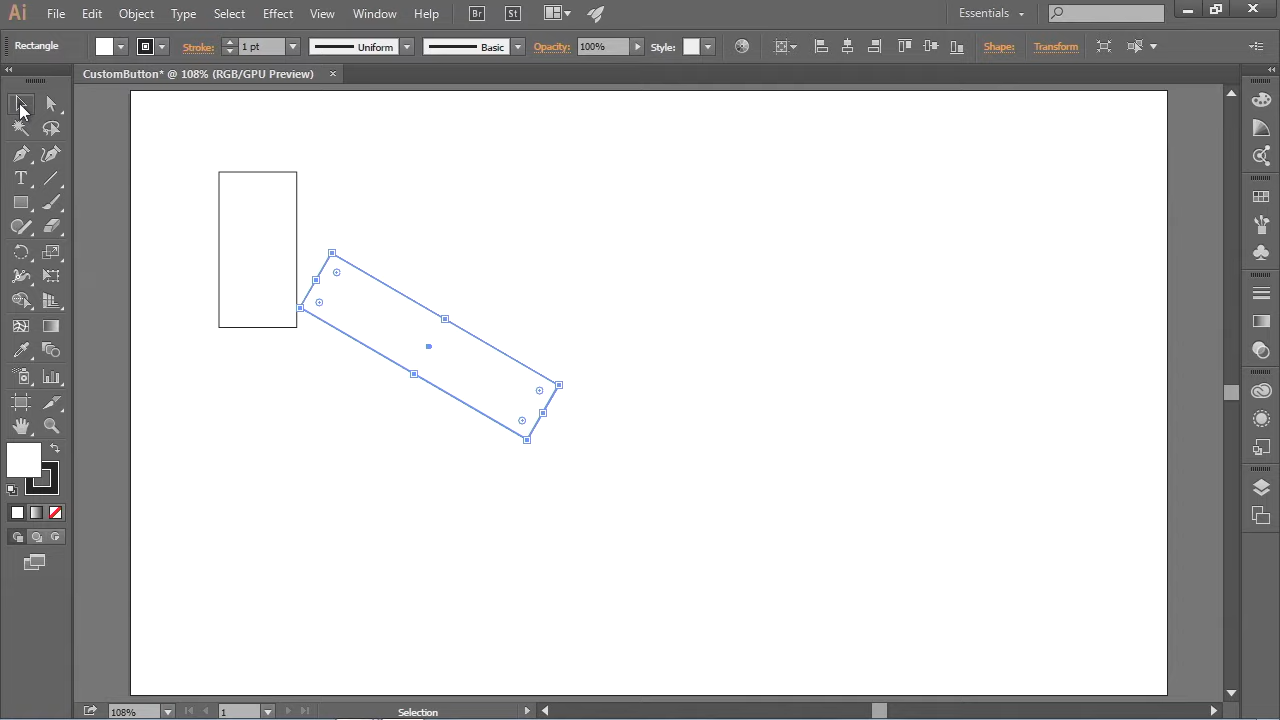 Ai File Edit Object Type Select Effect View Window Help Br St Essentials
Rectangle Stroke: 1 pt Uniform Basic Opacity: 100% Style: Shape: Transform
CustomButton* @ 108% (RGB/GPU Preview) ×
T
108% 1 Selection